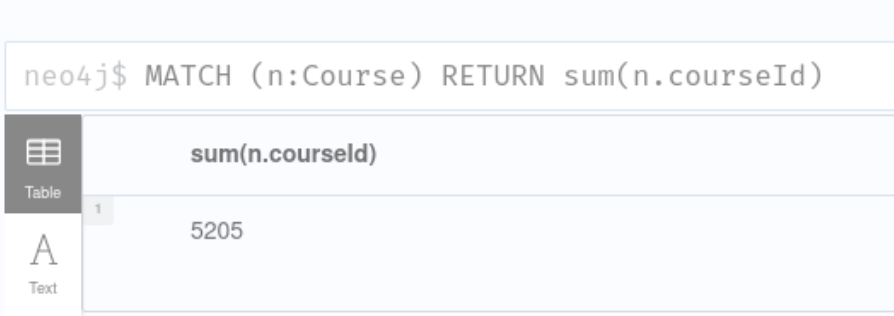 neo4j$ MATCH (n:Course) RETURN sum(n.courseId)
Table
sum(n.courseId)
1
5205
A
Text